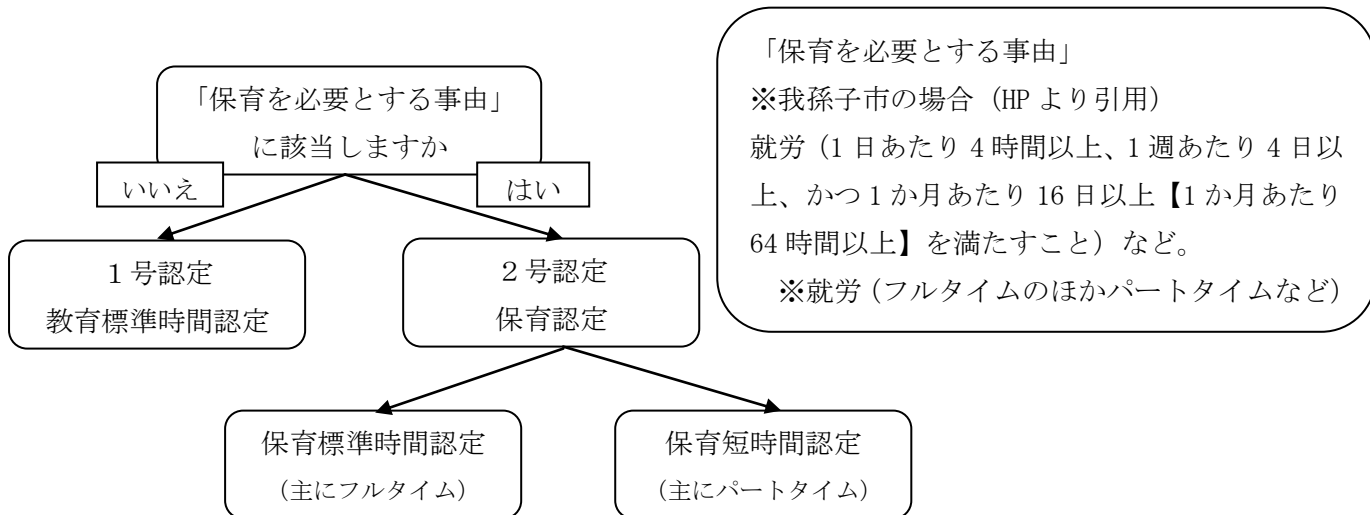 「保育を必要とする事由」
に該当しますか
いいえ
はい
１号認定
教育標準時間認定
２号認定
保育認定
保育標準時間認定
（主にフルタイム）
保育短時間認定
（主にパートタイム）
「保育を必要とする事由」
※我孫子市の場合（HP より引用）
就労（1 日あたり 4 時間以上、1 週あたり 4 日以
上、かつ 1 か月あたり 16 日以上【1 か月あたり
64 時間以上】を満たすこと）など。
※就労（フルタイムのほかパートタイムなど）